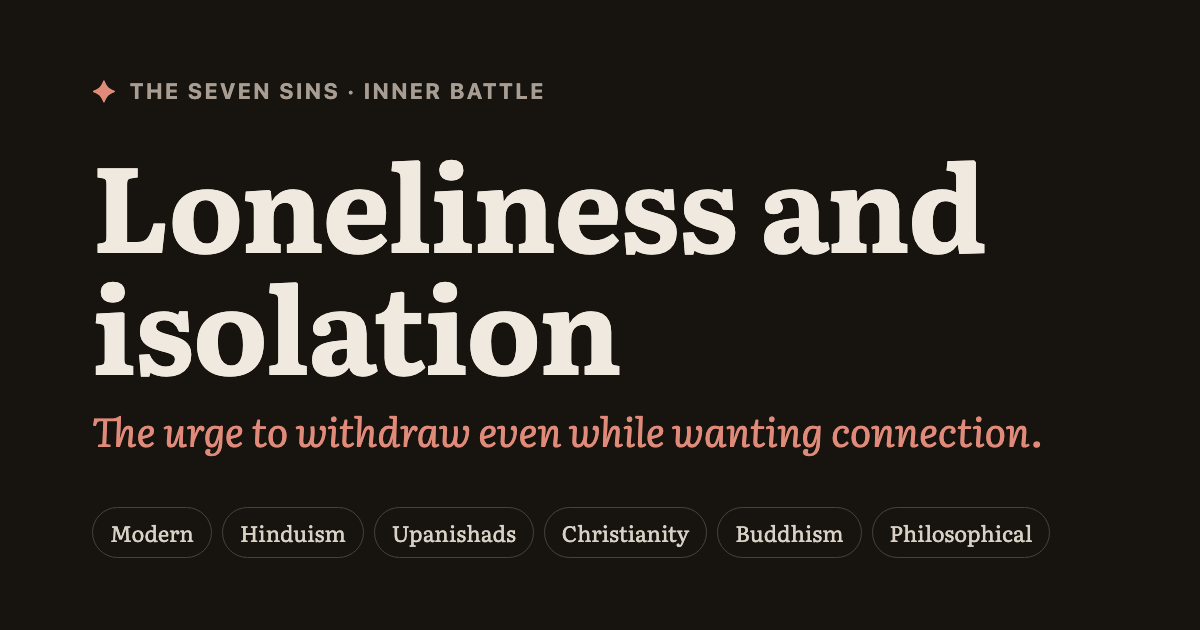 THE SEVEN SINS · INNER BATTLE
Loneliness and
isolation
The urge to withdraw even while wanting connection.
Modern Hinduism Upanishads Christianity Buddhism Philosophical